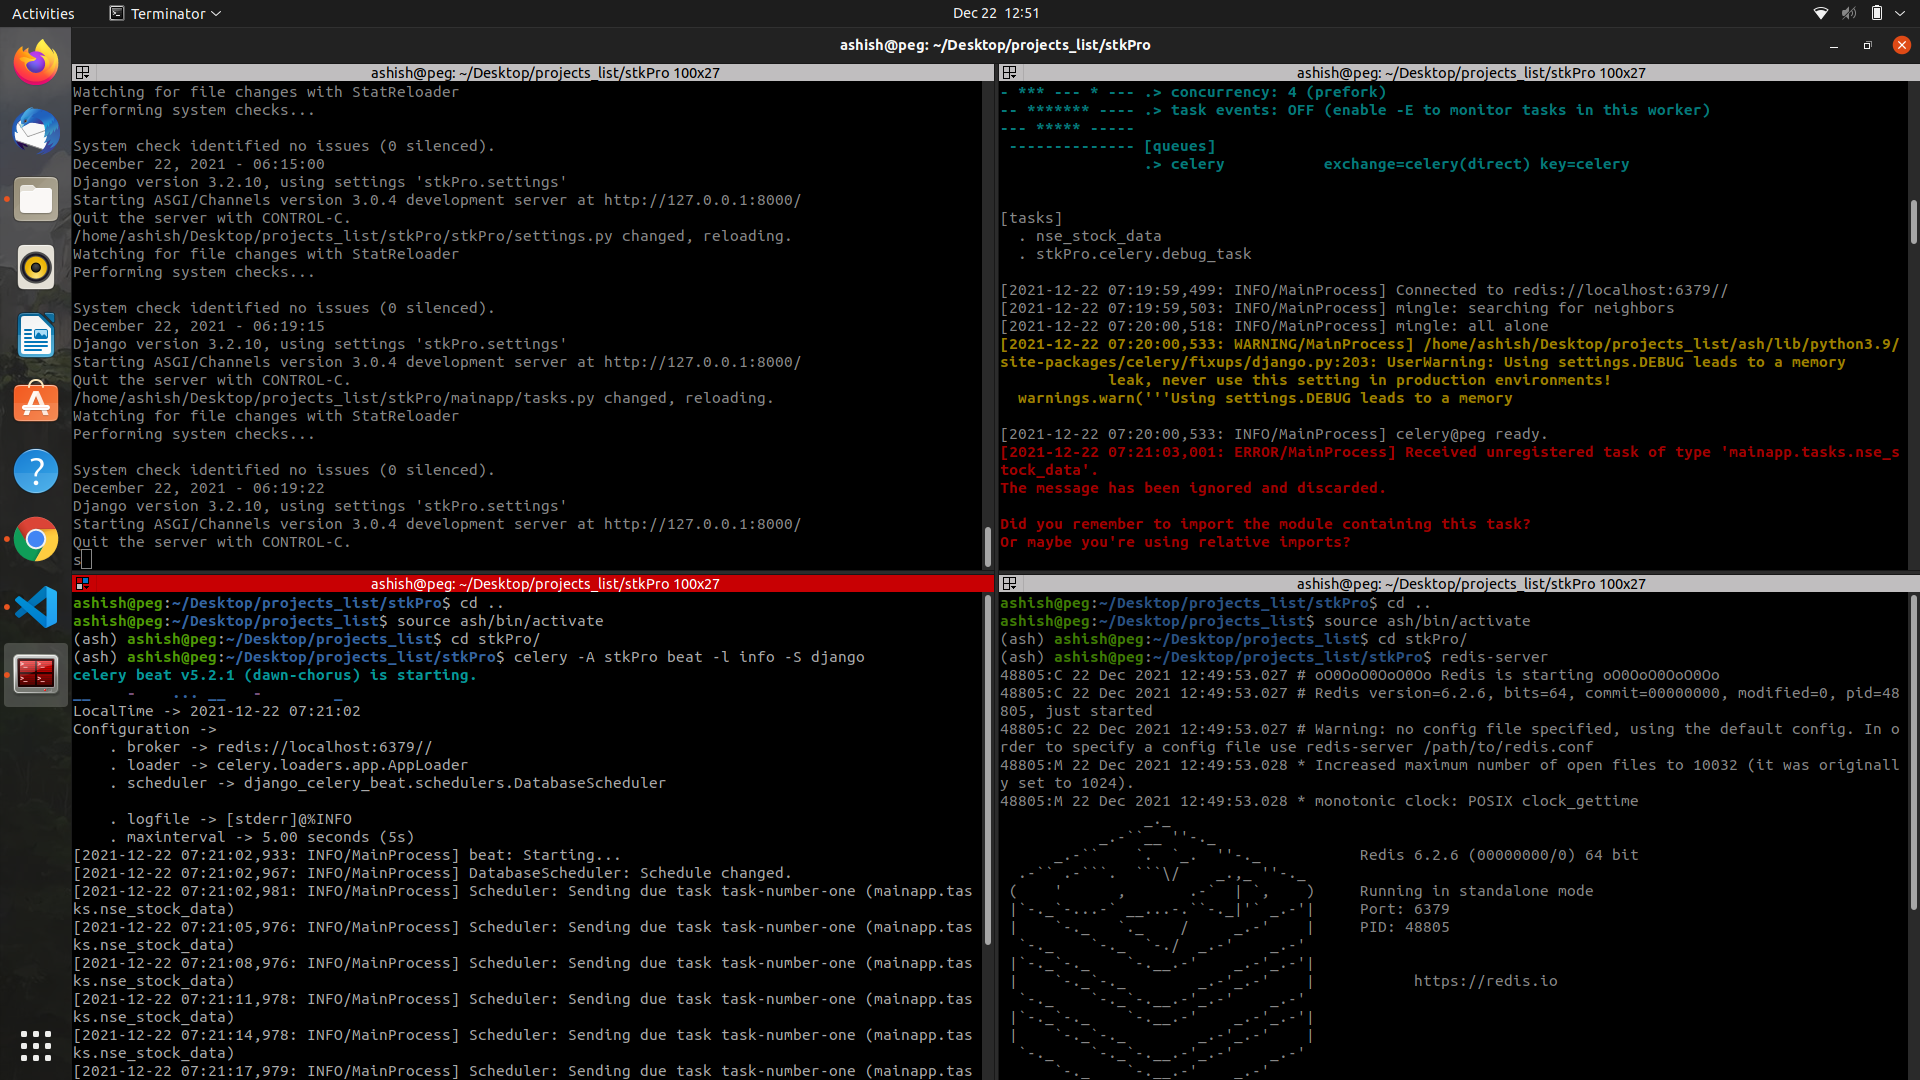 Activities
Terminator
Dec 22  12:51
ashish@peg: ~/Desktop/projects_list/stkPro
ashish@peg: ~/Desktop/projects_list/stkPro 100x27
Watching for file changes with StatReloader
Performing system checks...
System check identified no issues (0 silenced).
December 22, 2021 - 06:15:00
Django version 3.2.10, using settings 'stkPro.settings'
Starting ASGI/Channels version 3.0.4 development server at http://127.0.0.1:8000/
Quit the server with CONTROL-C.
/home/ashish/Desktop/projects_list/stkPro/stkPro/settings.py changed, reloading.
Watching for file changes with StatReloader
Performing system checks...
System check identified no issues (0 silenced).
December 22, 2021 - 06:19:15
Django version 3.2.10, using settings 'stkPro.settings'
Starting ASGI/Channels version 3.0.4 development server at http://127.0.0.1:8000/
Quit the server with CONTROL-C.
/home/ashish/Desktop/projects_list/stkPro/mainapp/tasks.py changed, reloading.
Watching for file changes with StatReloader
Performing system checks...
System check identified no issues (0 silenced).
December 22, 2021 - 06:19:22
Django version 3.2.10, using settings 'stkPro.settings'
Starting ASGI/Channels version 3.0.4 development server at http://127.0.0.1:8000/
Quit the server with CONTROL-C.
s
ashish@peg: ~/Desktop/projects_list/stkPro 100x27
- *** --- * --- .> concurrency: 4 (prefork)
-- ******* ---- .> task events: OFF (enable -E to monitor tasks in this worker)
--- ***** -----
-------------- [queues]
.> celery           exchange=celery(direct) key=celery
[tasks]
. nse_stock_data
. stkPro.celery.debug_task
[2021-12-22 07:19:59,499: INFO/MainProcess] Connected to redis://localhost:6379//
[2021-12-22 07:19:59,503: INFO/MainProcess] mingle: searching for neighbors
[2021-12-22 07:20:00,518: INFO/MainProcess] mingle: all alone
[2021-12-22 07:20:00,533: WARNING/MainProcess] /home/ashish/Desktop/projects_list/ash/lib/python3.9/
site-packages/celery/fixups/django.py:203: UserWarning: Using settings.DEBUG leads to a memory
leak, never use this setting in production environments!
warnings.warn('''Using settings.DEBUG leads to a memory
[2021-12-22 07:20:00,533: INFO/MainProcess] celery@peg ready.
[2021-12-22 07:21:03,001: ERROR/MainProcess] Received unregistered task of type 'mainapp.tasks.nse_s
tock_data'.
The message has been ignored and discarded.
Did you remember to import the module containing this task?
Or maybe you're using relative imports?
ashish@peg: ~/Desktop/projects_list/stkPro 100x27
ashish@peg:~/Desktop/projects_list/stkPro$ cd ..
ashish@peg:~/Desktop/projects_list$ source ash/bin/activate
(ash) ashish@peg:~/Desktop/projects_list$ cd stkPro/
(ash) ashish@peg:~/Desktop/projects_list/stkPro$ celery -A stkPro beat -l info -S django
celery beat v5.2.1 (dawn-chorus) is starting.
__    -    ... __   -        _
LocalTime -> 2021-12-22 07:21:02
Configuration ->
. broker -> redis://localhost:6379//
. loader -> celery.loaders.app.AppLoader
. scheduler -> django_celery_beat.schedulers.DatabaseScheduler
. logfile -> [stderr]@%INFO
. maxinterval -> 5.00 seconds (5s)
[2021-12-22 07:21:02,933: INFO/MainProcess] beat: Starting...
[2021-12-22 07:21:02,967: INFO/MainProcess] DatabaseScheduler: Schedule changed.
[2021-12-22 07:21:02,981: INFO/MainProcess] Scheduler: Sending due task task-number-one (mainapp.tas
ks.nse_stock_data)
[2021-12-22 07:21:05,976: INFO/MainProcess] Scheduler: Sending due task task-number-one (mainapp.tas
ks.nse_stock_data)
[2021-12-22 07:21:08,976: INFO/MainProcess] Scheduler: Sending due task task-number-one (mainapp.tas
ks.nse_stock_data)
[2021-12-22 07:21:11,978: INFO/MainProcess] Scheduler: Sending due task task-number-one (mainapp.tas
ks.nse_stock_data)
[2021-12-22 07:21:14,978: INFO/MainProcess] Scheduler: Sending due task task-number-one (mainapp.tas
ks.nse_stock_data)
[2021-12-22 07:21:17,979: INFO/MainProcess] Scheduler: Sending due task task-number-one (mainapp.tas
ashish@peg: ~/Desktop/projects_list/stkPro 100x27
ashish@peg:~/Desktop/projects_list/stkPro$ cd ..
ashish@peg:~/Desktop/projects_list$ source ash/bin/activate
(ash) ashish@peg:~/Desktop/projects_list$ cd stkPro/
(ash) ashish@peg:~/Desktop/projects_list/stkPro$ redis-server
48805:C 22 Dec 2021 12:49:53.027 # oO0OoO0OoO0Oo Redis is starting oO0OoO0OoO0Oo
48805:C 22 Dec 2021 12:49:53.027 # Redis version=6.2.6, bits=64, commit=00000000, modified=0, pid=48
805, just started
48805:C 22 Dec 2021 12:49:53.027 # Warning: no config file specified, using the default config. In o
rder to specify a config file use redis-server /path/to/redis.conf
48805:M 22 Dec 2021 12:49:53.028 * Increased maximum number of open files to 10032 (it was originall
y set to 1024).
48805:M 22 Dec 2021 12:49:53.028 * monotonic clock: POSIX clock_gettime
Redis 6.2.6 (00000000/0) 64 bit
Running in standalone mode
Port: 6379
PID: 48805
https://redis.io